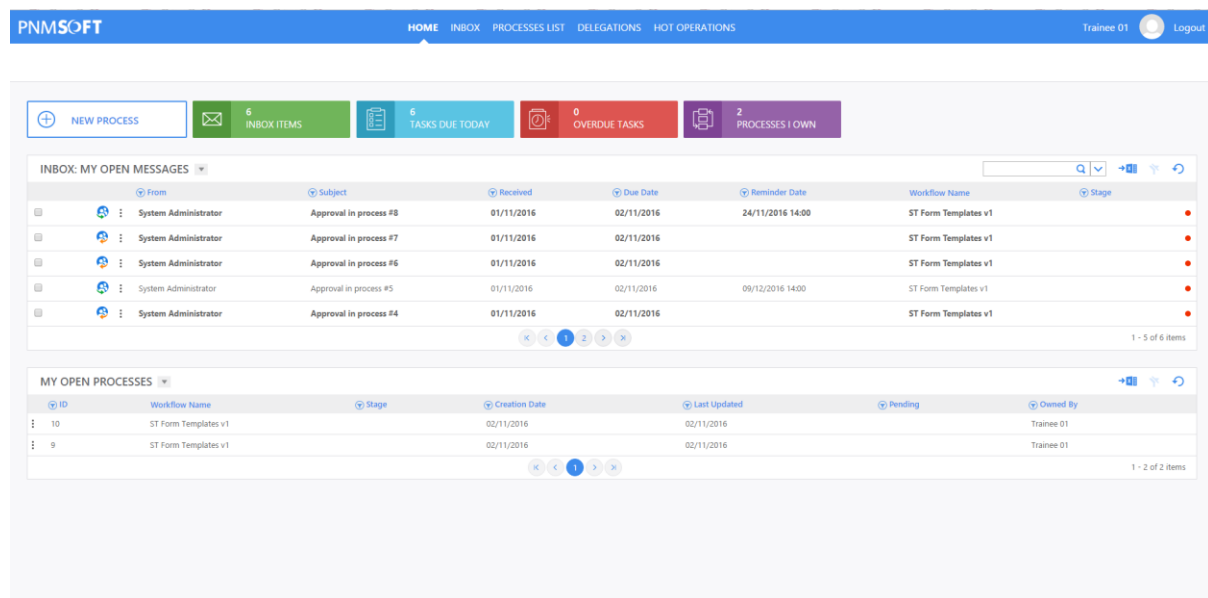 PNMSOFT HOME INBOX PROCESSES LIST DELEGATIONS HOT OPERATIONS Trainee 01 Logout
NEW PROCESS
6
INBOX ITEMS
6
TASKS DUE TODAY
0
OVERDUE TASKS
2
PROCESSES I OWN
INBOX: MY OPEN MESSAGES
From Subject Received Due Date Reminder Date Workflow Name Stage
System Administrator Approval in process #8 01/11/2016 02/11/2016 24/11/2016 14:00 ST Form Templates v1
System Administrator Approval in process #7 01/11/2016 02/11/2016 ST Form Templates v1
System Administrator Approval in process #6 01/11/2016 02/11/2016 ST Form Templates v1
System Administrator Approval in process #5 01/11/2016 02/11/2016 09/12/2016 14:00 ST Form Templates v1
System Administrator Approval in process #4 01/11/2016 02/11/2016 ST Form Templates v1
1 2 1 - 5 of 6 items
MY OPEN PROCESSES
ID Workflow Name Stage Creation Date Last Updated Pending Owned By
10 ST Form Templates v1 02/11/2016 02/11/2016 Trainee 01
9 ST Form Templates v1 02/11/2016 02/11/2016 Trainee 01
1 1 - 2 of 2 items